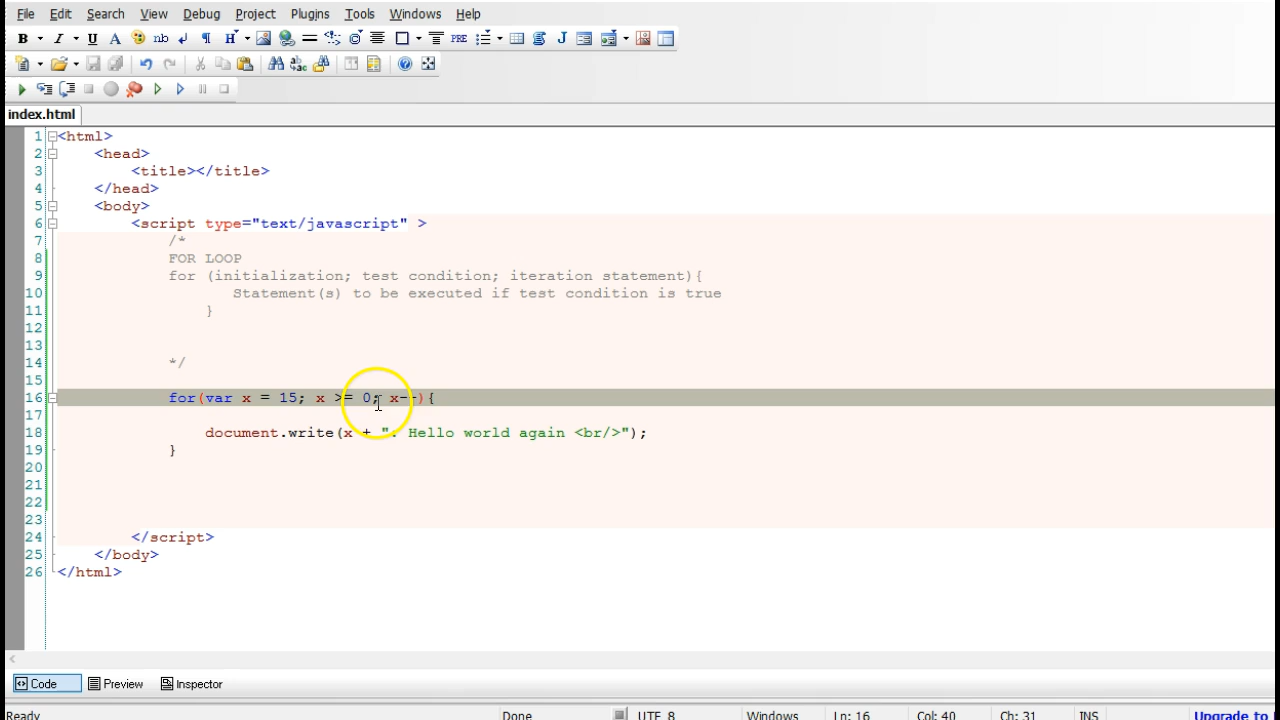 File Edit Search View Debug Project Plugins Tools Windows Help
B I U A nb H PRE J
index.html
1 <html>
2 <head>
3 <title></title>
4 </head>
5 <body>
6 <script type="text/javascript" >
7 /*
8 FOR LOOP
9 for (initialization; test condition; iteration statement){
10 Statement(s) to be executed if test condition is true
11 }
12
13
14 */
15
16 for(var x = 15; x >= 0; x--){
17
18 document.write(x + ". Hello world again <br/>");
19 }
20
21
22
23
24 </script>
25 </body>
26 </html>
Code Preview Inspector
Ready Done UTF 8 Windows Ln: 16 Col: 40 Ch: 31 INS Upgrade to